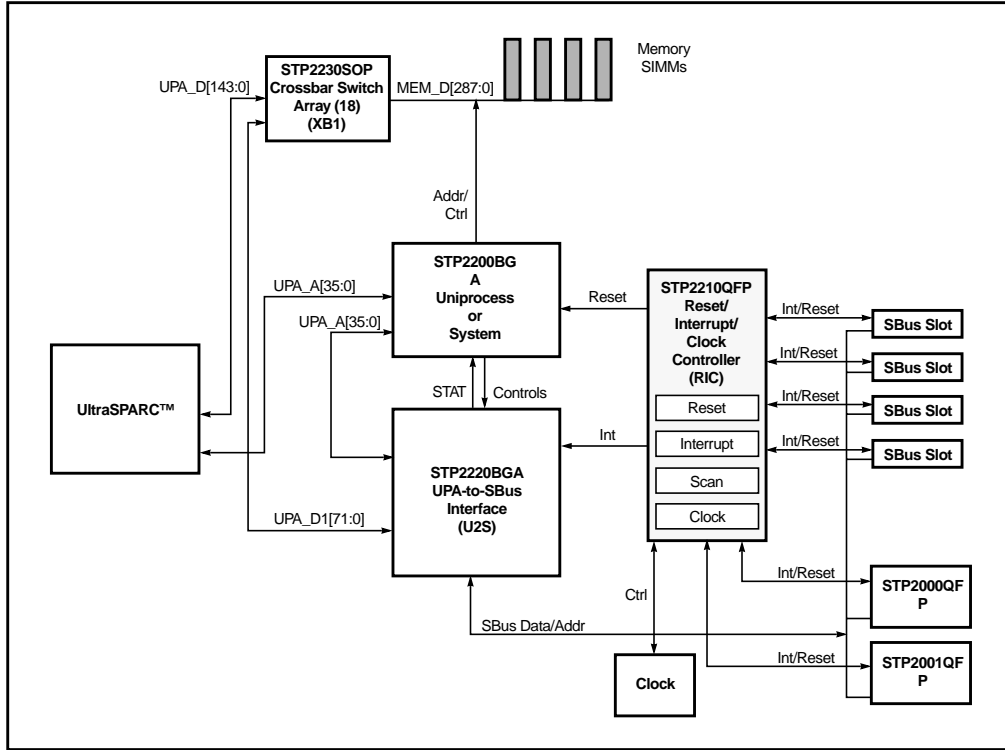 Memory
SIMMs
STP2230SOP
Crossbar Switch
Array (18)
(XB1)
UPA_D[143:0]
MEM_D[287:0]
Addr/
Ctrl
STP2200BG
A
Uniprocess
or
System
UPA_A[35:0]
UPA_A[35:0]
Reset
STP2210QFP
Reset/
Interrupt/
Clock
Controller
(RIC)
Reset
Interrupt
Scan
Clock
Int/Reset
SBus Slot
Int/Reset
SBus Slot
Int/Reset
SBus Slot
Int/Reset
SBus Slot
UltraSPARC™
STAT
Controls
Int
STP2220BGA
UPA-to-SBus
Interface
(U2S)
UPA_D1[71:0]
Ctrl
Int/Reset
STP2000QF
P
SBus Data/Addr
Int/Reset
STP2001QF
P
Clock